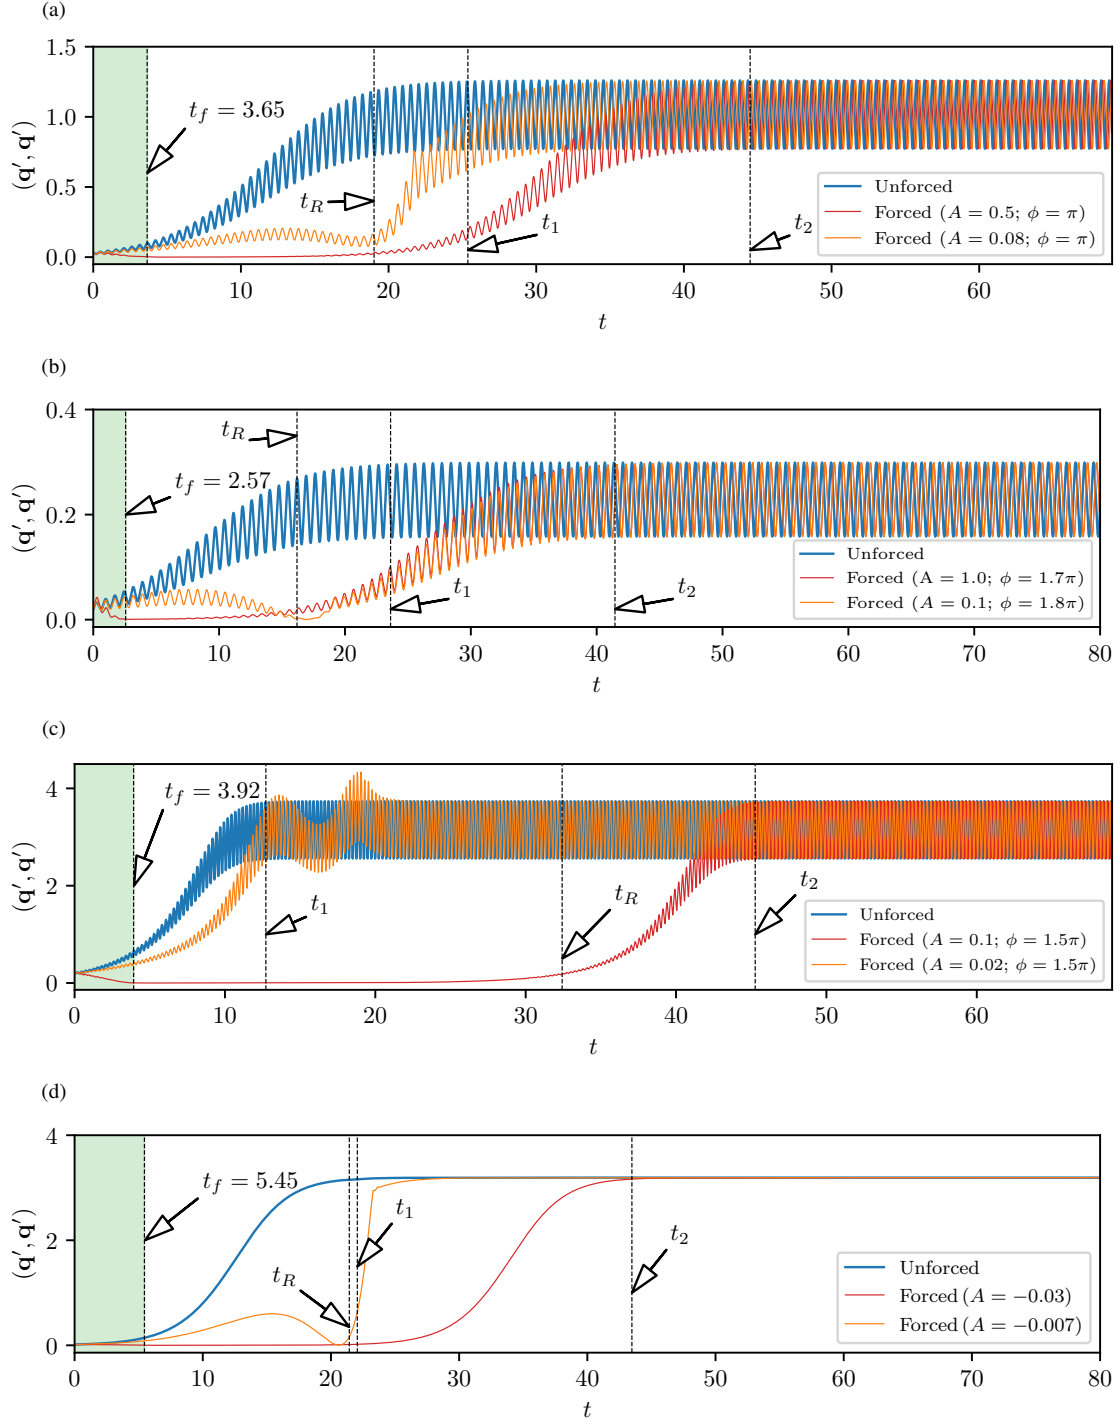 (a)
1.5
1.0
0.5
0.0
(q′, q′)
t_f = 3.65
t_R
t_1
t_2
Unforced
Forced (A = 0.5; ϕ = π)
Forced (A = 0.08; ϕ = π)
0 10 20 30 40 50 60
t
(b)
0.4
0.2
0.0
(q′, q′)
t_R
t_f = 2.57
t_1
t_2
Unforced
Forced (A = 1.0; ϕ = 1.7π)
Forced (A = 0.1; ϕ = 1.8π)
0 10 20 30 40 50 60 70 80
t
(c)
4
2
0
(q′, q′)
t_f = 3.92
t_1
t_R
t_2
Unforced
Forced (A = 0.1; ϕ = 1.5π)
Forced (A = 0.02; ϕ = 1.5π)
0 10 20 30 40 50 60
t
(d)
4
2
0
(q′, q′)
t_f = 5.45
t_1
t_R
t_2
Unforced
Forced (A = −0.03)
Forced (A = −0.007)
0 10 20 30 40 50 60 70 80
t